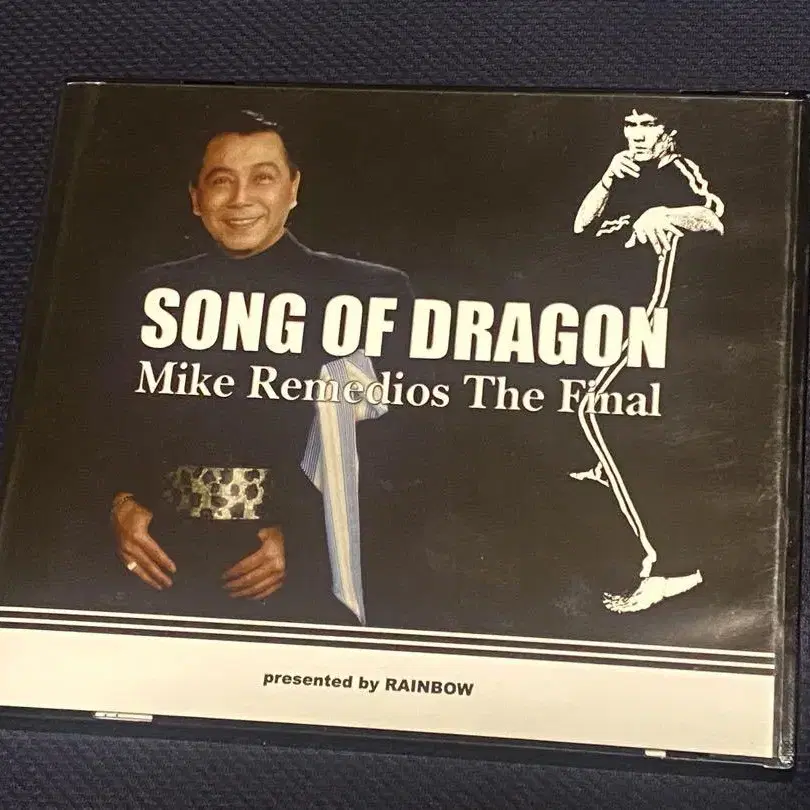 SONG OF DRAGON
Mike Remedios The Final
presented by RAINBOW